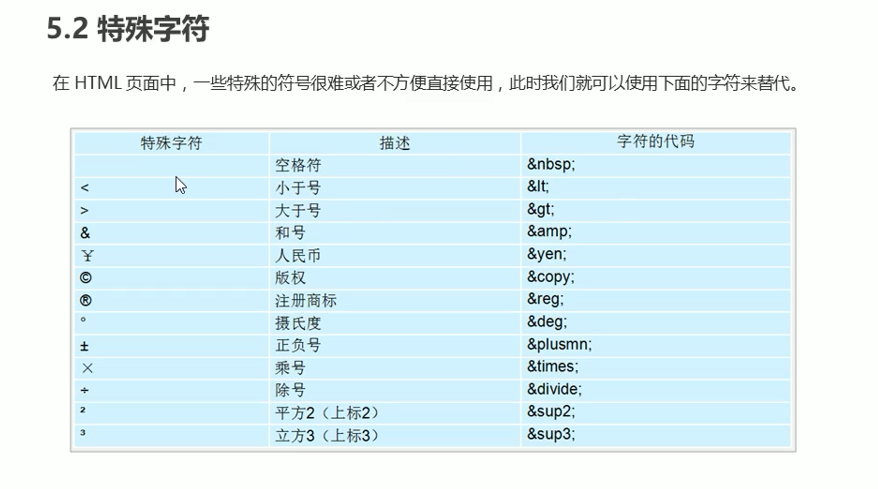 5.2 特殊字符
在 HTML 页面中，一些特殊的符号很难或者不方便直接使用，此时我们就可以使用下面的字符来替代。
特殊字符 描述 字符的代码
空格符 &nbsp;
< 小于号 &lt;
> 大于号 &gt;
& 和号 &amp;
¥ 人民币 &yen;
© 版权 &copy;
® 注册商标 &reg;
° 摄氏度 &deg;
± 正负号 &plusmn;
× 乘号 &times;
÷ 除号 &divide;
² 平方2（上标2） &sup2;
³ 立方3（上标3） &sup3;